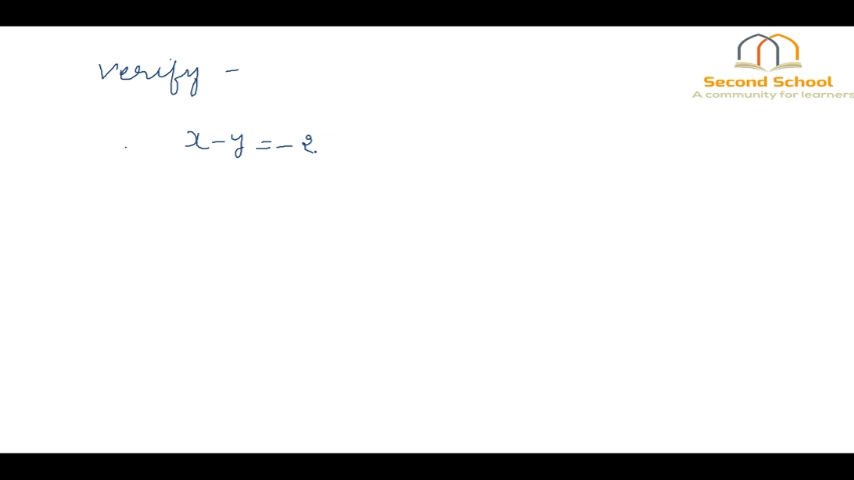 Verify -
x - y = - 2
Second School
A community for learners